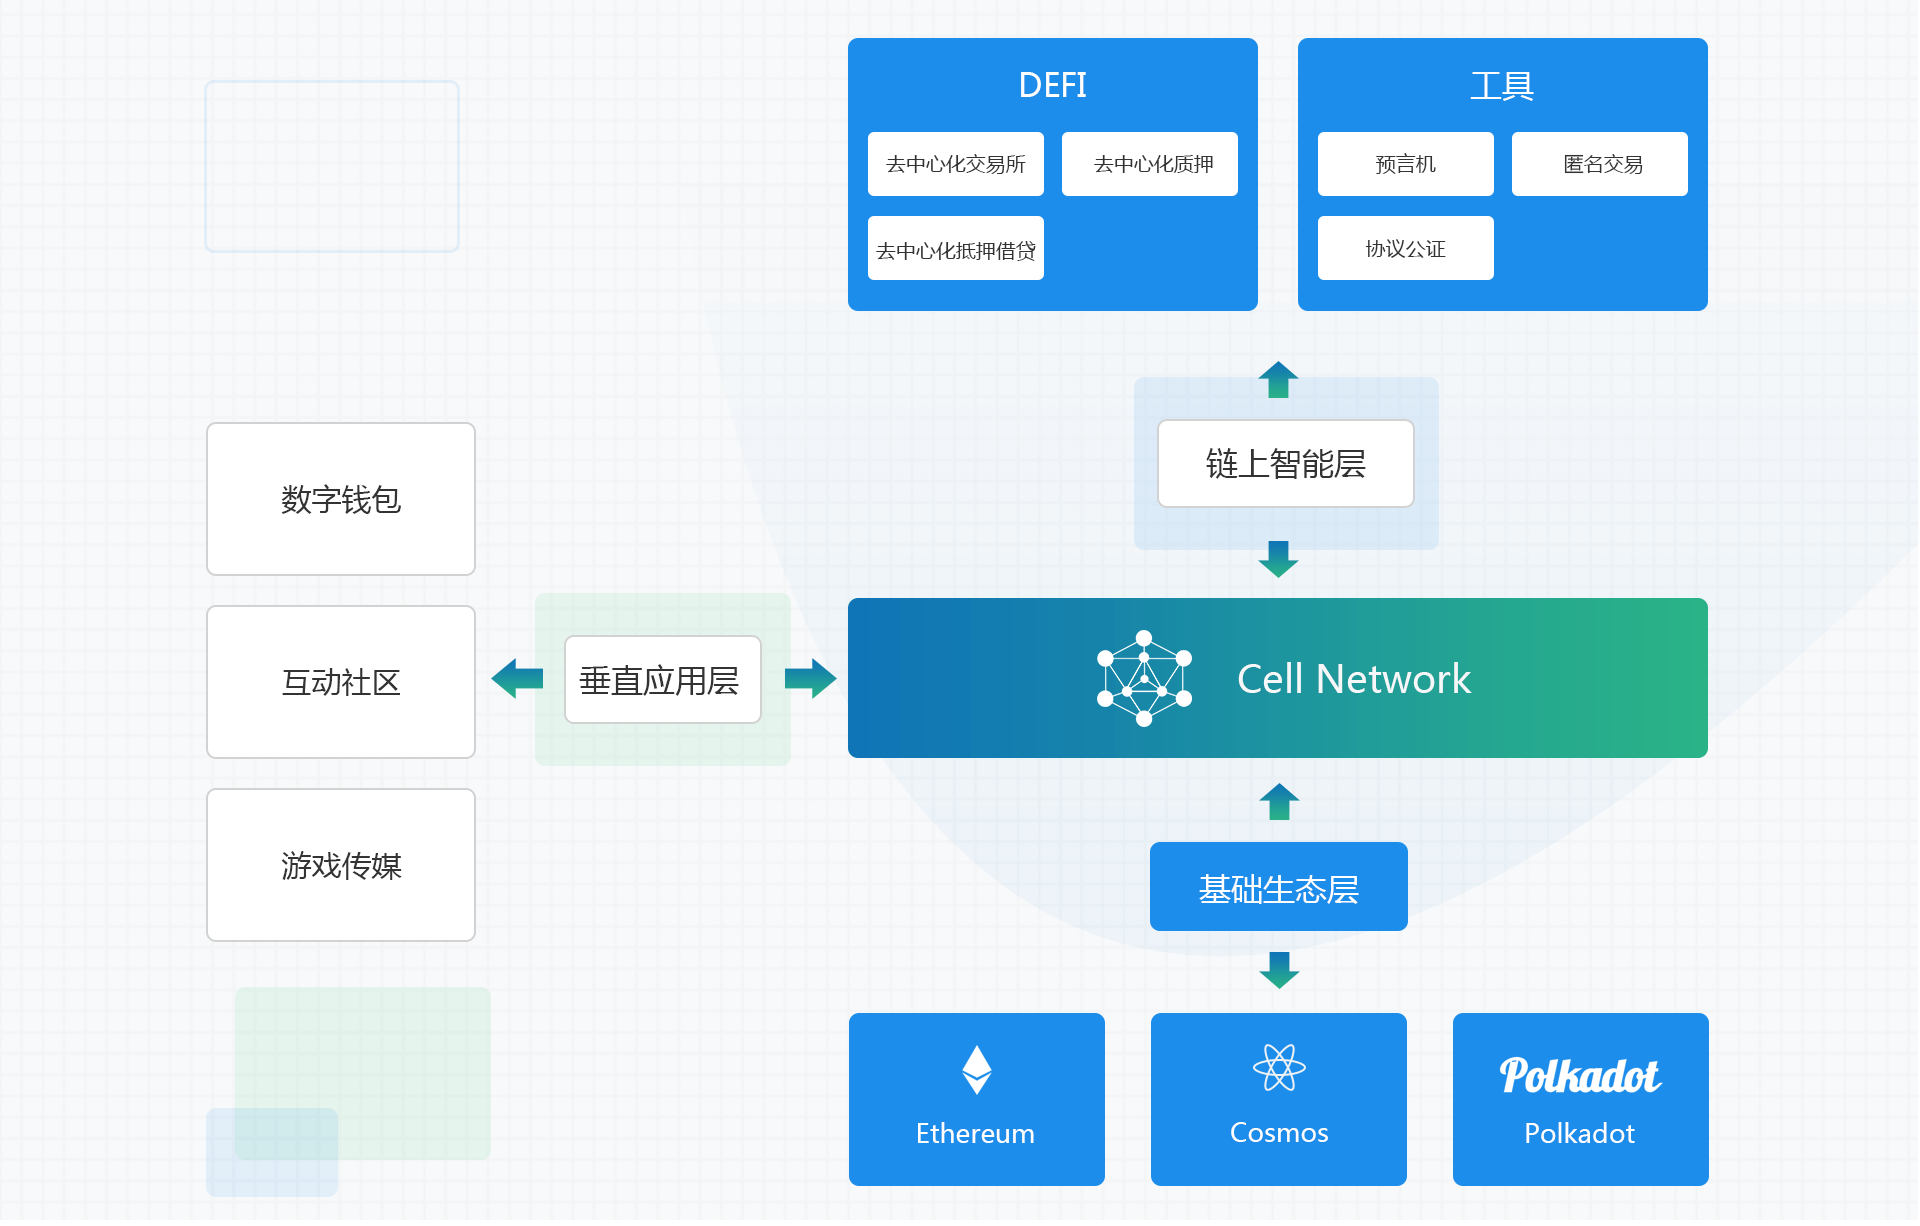 DEFI
去中心化交易所
去中心化质押
去中心化抵押借贷
工具
预言机
匿名交易
协议公证
链上智能层
数字钱包
互动社区
游戏传媒
垂直应用层
Cell Network
基础生态层
Ethereum
Cosmos
Polkadot
Polkadot